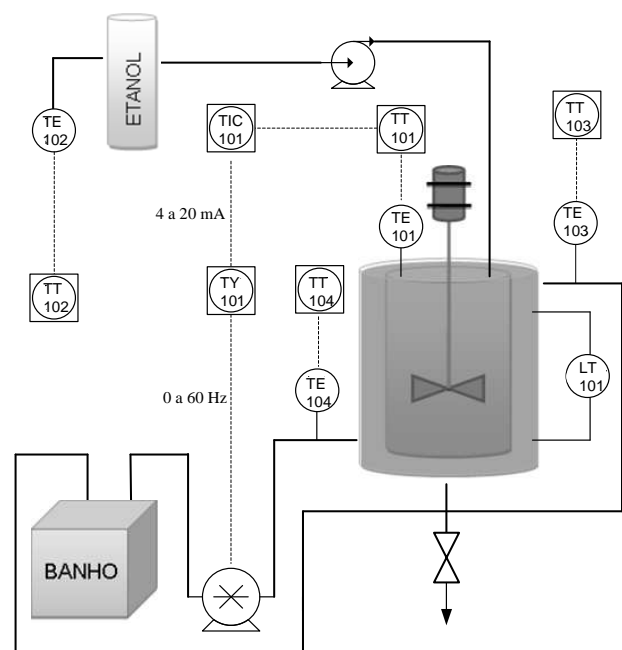 ETANOL
TE
102
TIC
101
TT
101
TT
103
4 a 20 mA
TE
101
TE
103
TT
102
TY
101
TT
104
LT
101
TE
104
0 a 60 Hz
BANHO